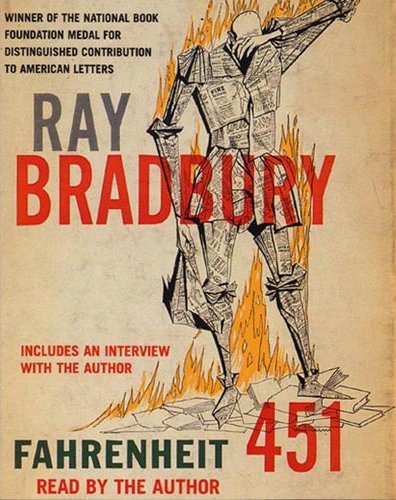 WINNER OF THE NATIONAL BOOK
FOUNDATION MEDAL FOR
DISTINGUISHED CONTRIBUTION
TO AMERICAN LETTERS
FIRE
RAY
BRADBURY
INCLUDES AN INTERVIEW
WITH THE AUTHOR
FAHRENHEIT 451
READ BY THE AUTHOR